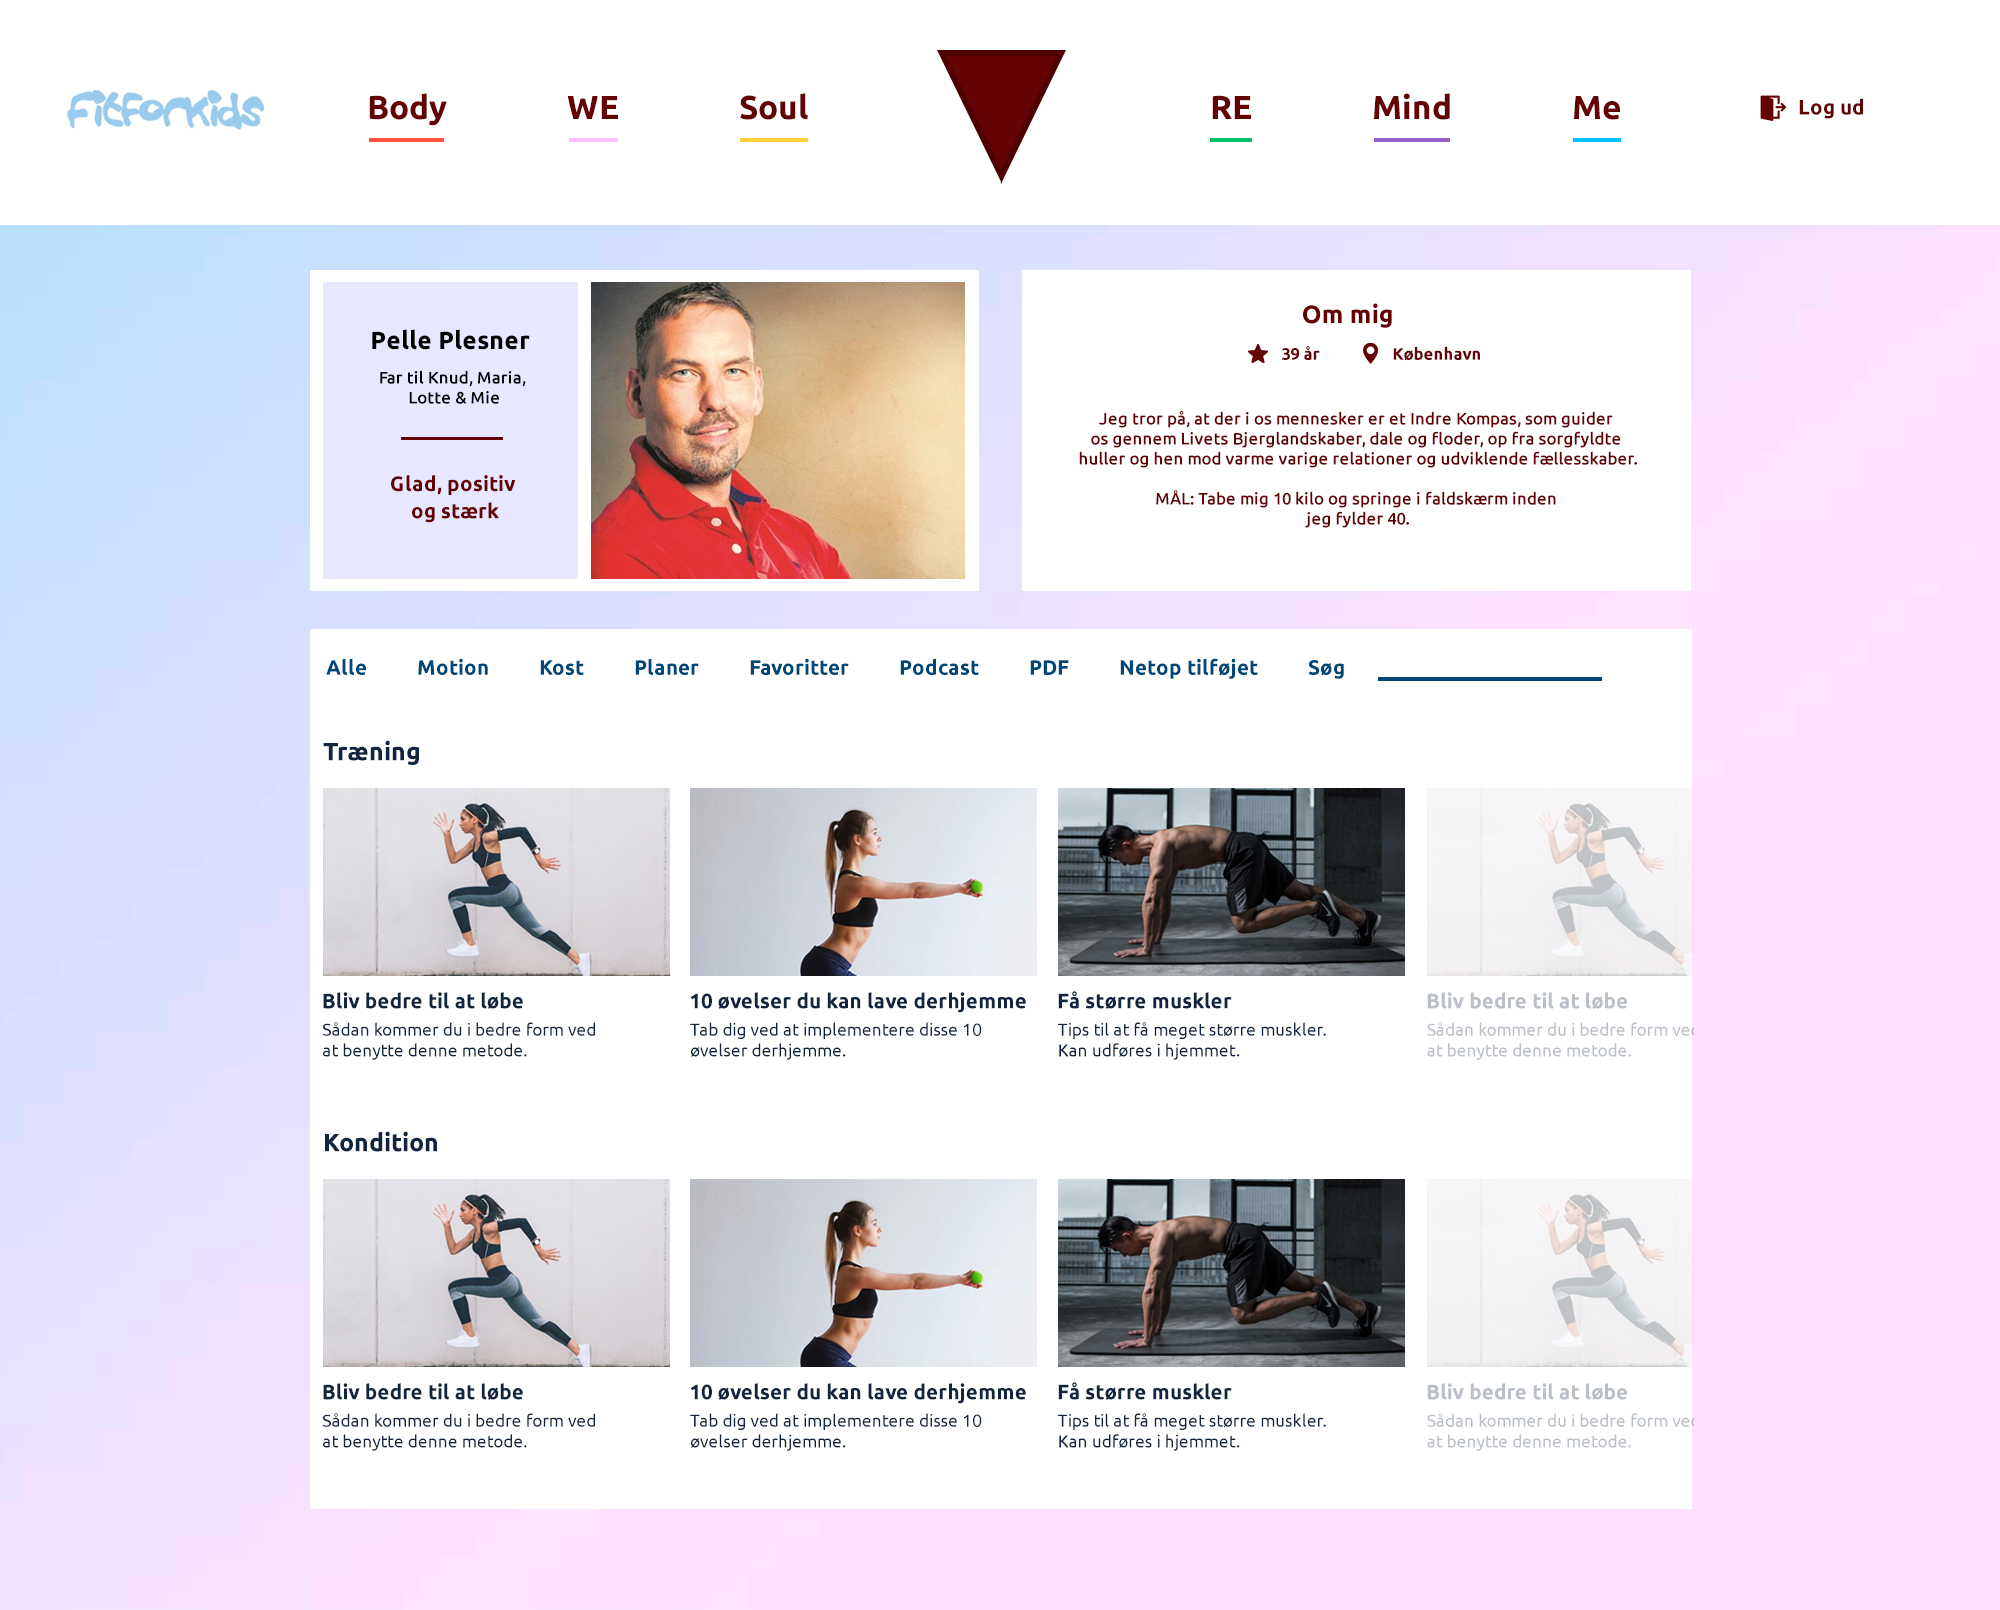 FitForKids
Body
WE
Soul
RE
Mind
Me
Log ud
Pelle Plesner
Far til Knud, Maria,
Lotte & Mie
Glad, positiv
og stærk
Om mig
39 år
København
Jeg tror på, at der i os mennesker er et Indre Kompas, som guider
os gennem Livets Bjerglandskaber, dale og floder, op fra sorgfyldte
huller og hen mod varme varige relationer og udviklende fællesskaber.
MÅL: Tabe mig 10 kilo og springe i faldskærm inden
jeg fylder 40.
Alle
Motion
Kost
Planer
Favoritter
Podcast
PDF
Netop tilføjet
Søg
Træning
Bliv bedre til at løbe
Sådan kommer du i bedre form ved
at benytte denne metode.
10 øvelser du kan lave derhjemme
Tab dig ved at implementere disse 10
øvelser derhjemme.
Få større muskler
Tips til at få meget større muskler.
Kan udføres i hjemmet.
Bliv bedre til at løbe
Sådan kommer du i bedre form ved
at benytte denne metode.
Kondition
Bliv bedre til at løbe
Sådan kommer du i bedre form ved
at benytte denne metode.
10 øvelser du kan lave derhjemme
Tab dig ved at implementere disse 10
øvelser derhjemme.
Få større muskler
Tips til at få meget større muskler.
Kan udføres i hjemmet.
Bliv bedre til at løbe
Sådan kommer du i bedre form ved
at benytte denne metode.